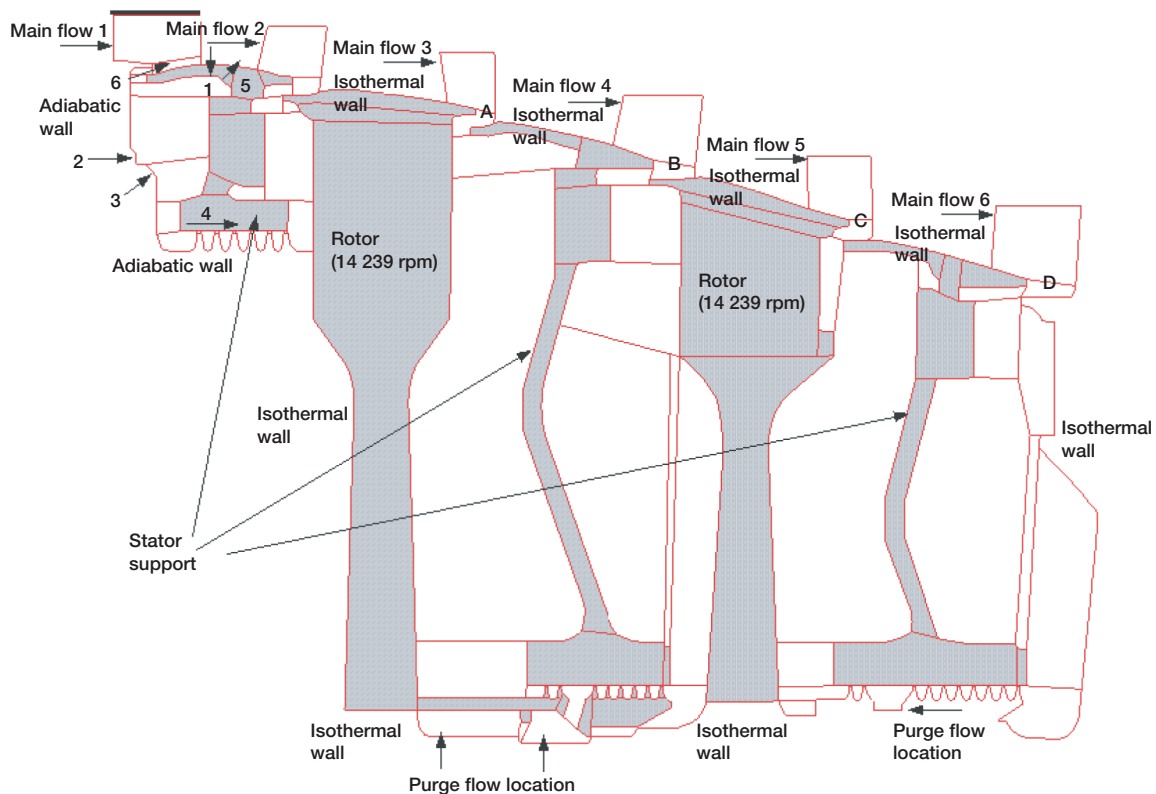 Main flow 1
Main flow 2
Main flow 3
Isothermal
wall
6
1
5
Adiabatic
wall
A
Main flow 4
Isothermal
wall
2
3
4
Adiabatic wall
B
Main flow 5
Isothermal
wall
C
Main flow 6
Isothermal
wall
D
Rotor
(14 239 rpm)
Rotor
(14 239 rpm)
Isothermal
wall
Isothermal
wall
Stator
support
Isothermal
wall
Purge flow location
Isothermal
wall
Purge flow
location